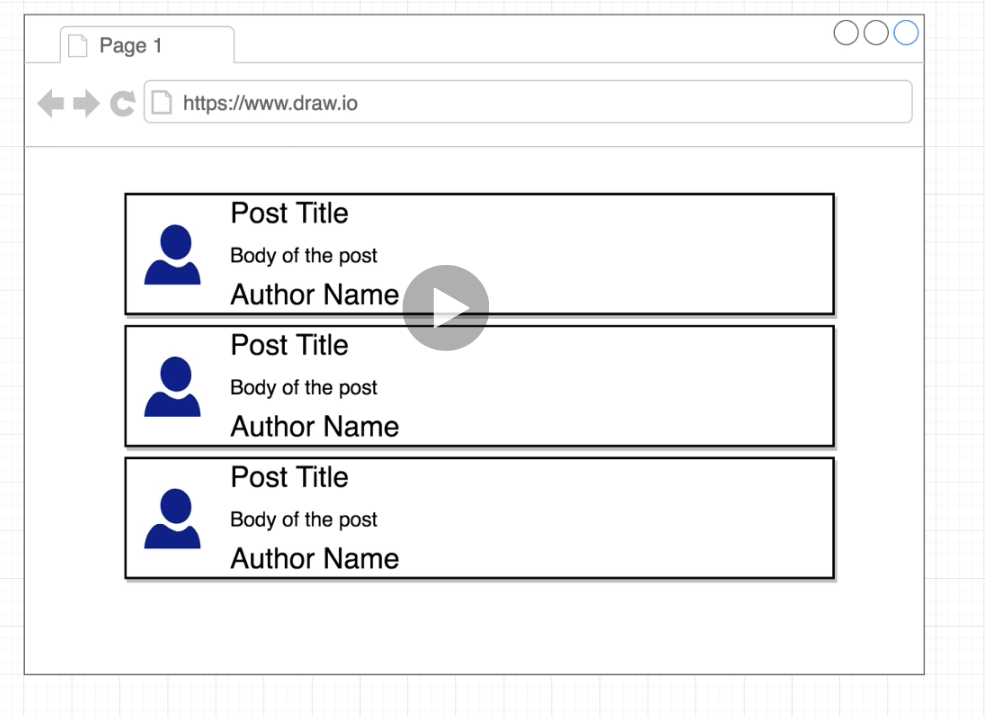 Page 1
https://www.draw.io
Post Title
Body of the post
Author Name
Post Title
Body of the post
Author Name
Post Title
Body of the post
Author Name